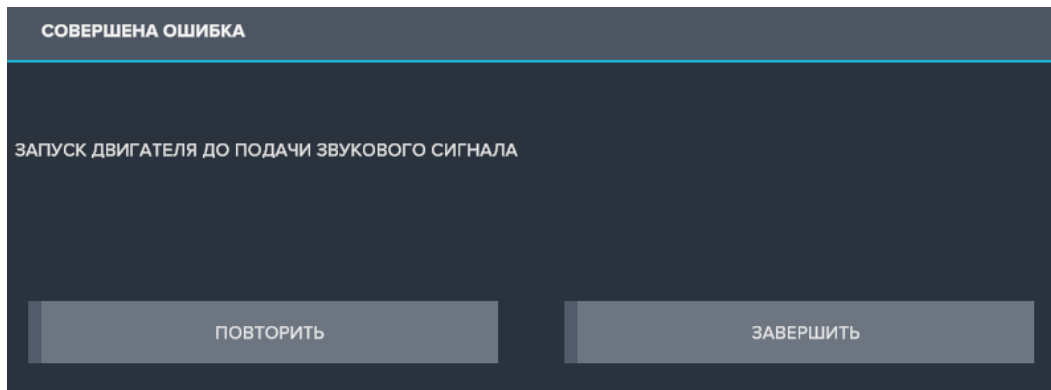 СОВЕРШЕНА ОШИБКА
ЗАПУСК ДВИГАТЕЛЯ ДО ПОДАЧИ ЗВУКОВОГО СИГНАЛА
ПОВТОРИТЬ
ЗАВЕРШИТЬ